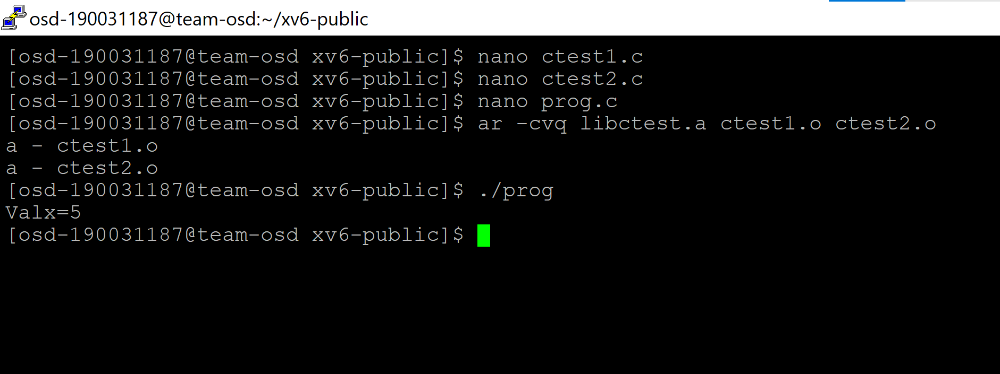 osd-190031187@team-osd:~/xv6-public
[osd-190031187@team-osd xv6-public]$ nano ctest1.c
[osd-190031187@team-osd xv6-public]$ nano ctest2.c
[osd-190031187@team-osd xv6-public]$ nano prog.c
[osd-190031187@team-osd xv6-public]$ ar -cvq libctest.a ctest1.o ctest2.o
a - ctest1.o
a - ctest2.o
[osd-190031187@team-osd xv6-public]$ ./prog
Valx=5
[osd-190031187@team-osd xv6-public]$